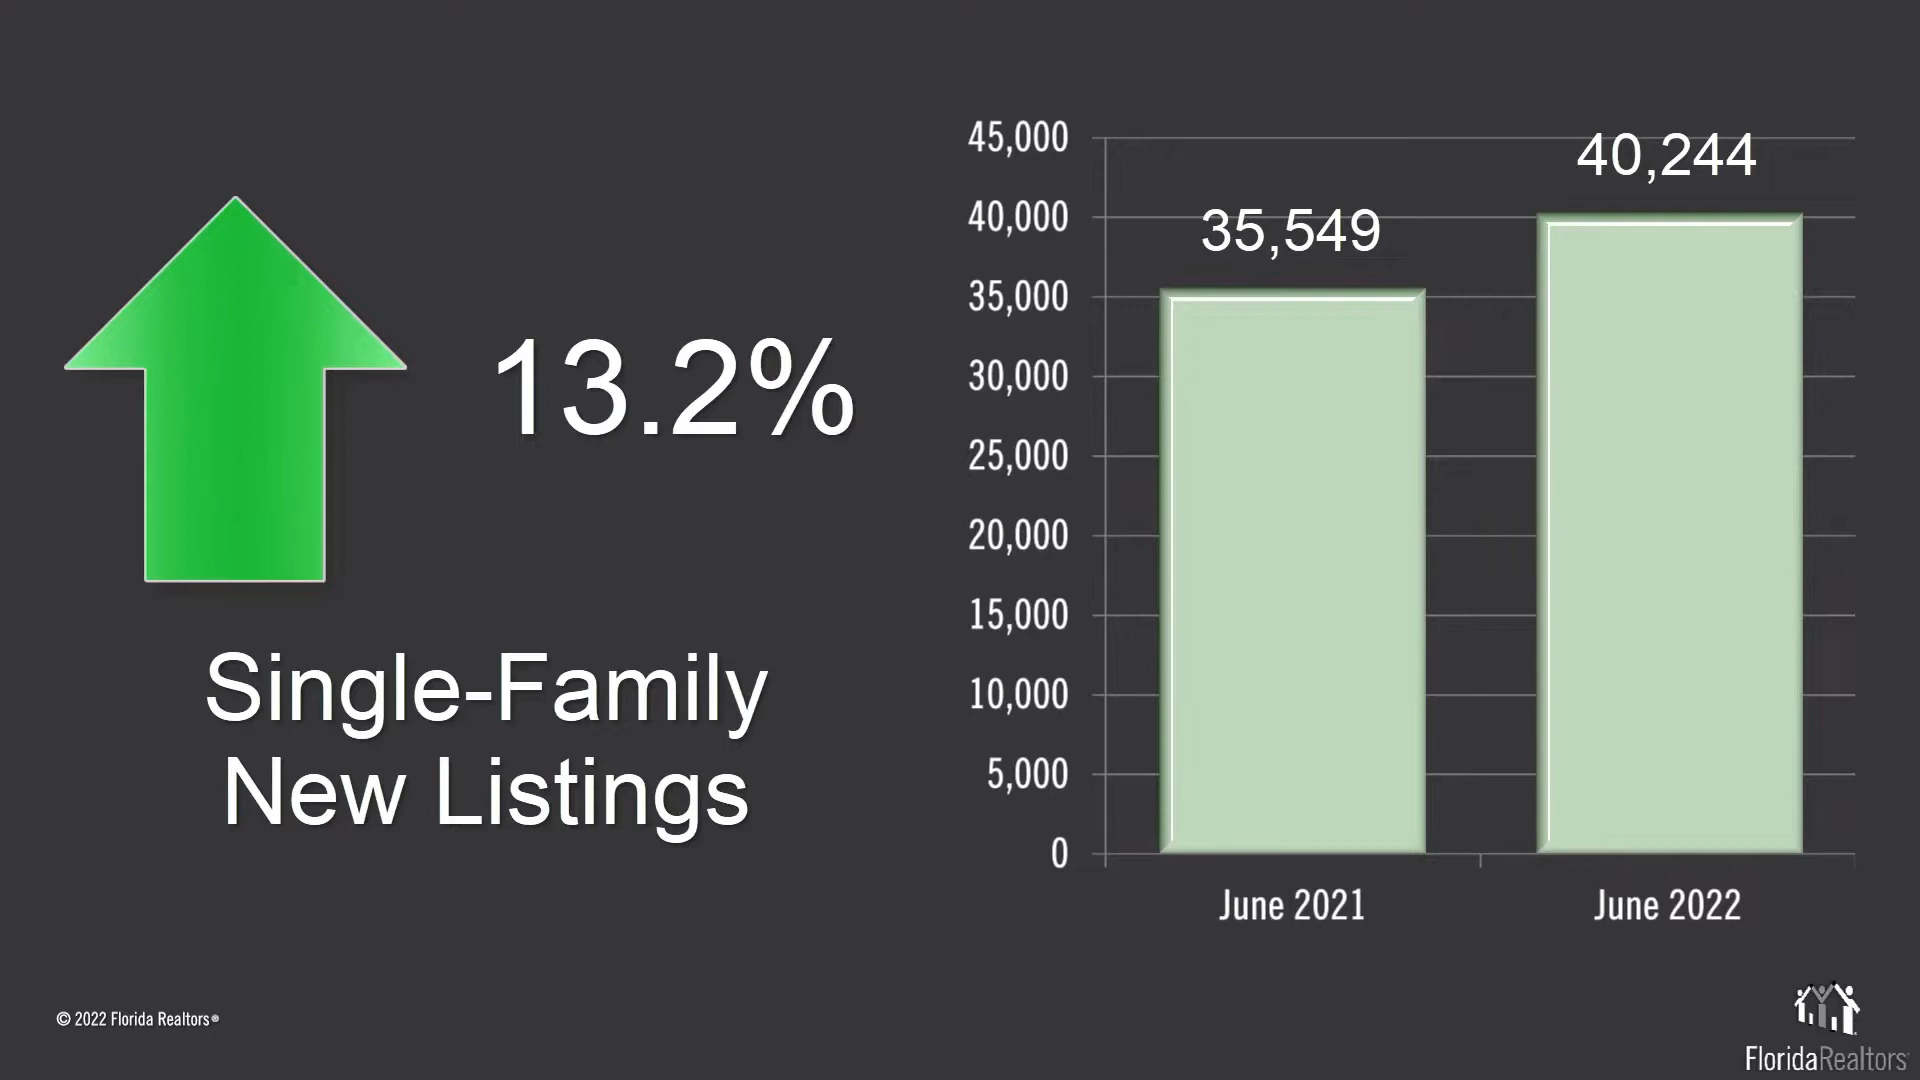 13.2%
Single-Family
New Listings
45,000
40,000
35,000
30,000
25,000
20,000
15,000
10,000
5,000
0
35,549
40,244
June 2021
June 2022
© 2022 Florida Realtors®
FloridaRealtors®